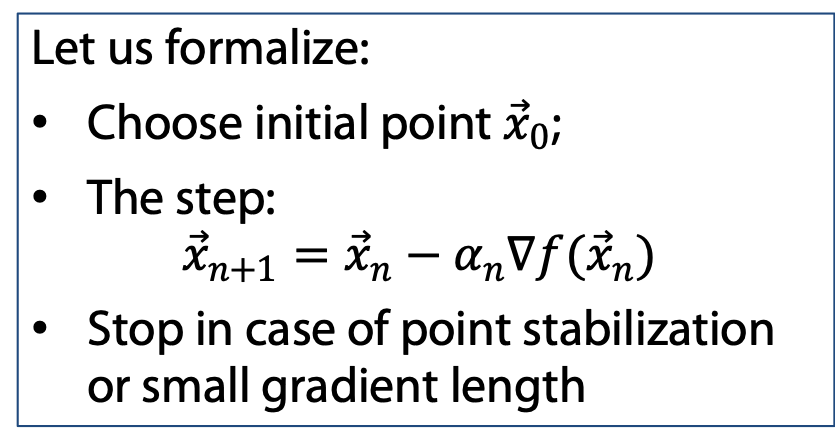 Let us formalize:
• Choose initial point x⃗₀;
• The step:
x⃗ₙ₊₁ = x⃗ₙ − αₙ∇f(x⃗ₙ)
• Stop in case of point stabilization
or small gradient length